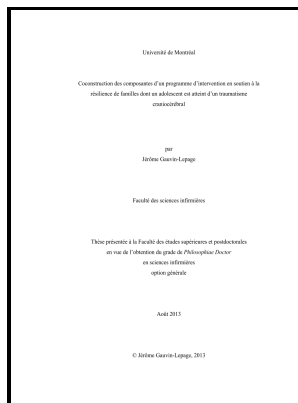 Université de Montréal
Coconstruction des composantes d'un programme d'intervention en soutien à la
résilience de familles dont un adolescent est atteint d'un traumatisme
craniocérébral
par
Jérôme Gauvin-Lepage
Faculté des sciences infirmières
Thèse présentée à la Faculté des études supérieures et postdoctorales
en vue de l'obtention du grade de Philosophiae Doctor
en sciences infirmières
option générale
Août 2013
© Jérôme Gauvin-Lepage, 2013